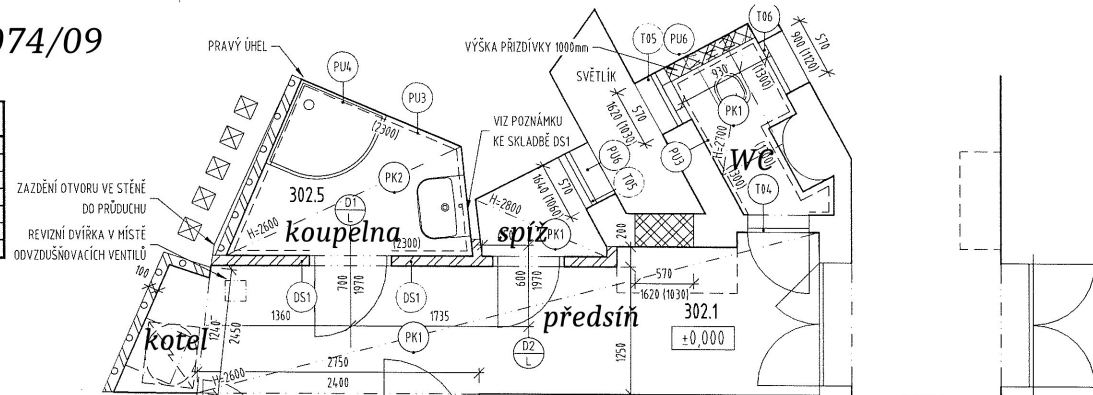 074/09
PRAVÝ ÚHEL
PU4
PU3
(2300)
VÝŠKA PŘIZDÍVKY 1000mm
T05
PU6
T06
570
900 (1120)
SVĚTLÍK
930
(1300)
PK1
570
1620 (1030)
H=2700
WC
PU3
VIZ POZNÁMKU
KE SKLADBĚ DS1
PU6
T05
570
1640 (1060)
T04
PK2
302.5
D1
L
H=2600
koupelna
(2300)
H=2800
spíž
PK1
200
ZAZDĚNÍ OTVORU VE STĚNĚ
DO PRŮDUCHU
REVIZNÍ DVÍŘKA V MÍSTĚ
ODVZDUŠŇOVACÍCH VENTILŮ
100
DS1
700
1970
DS1
600
1970
570
1620 (1030)
302.1
±0,000
1360
1735
předsíň
kotel
1240
2450
PK1
D2
L
1250
2750
H=2600
2400